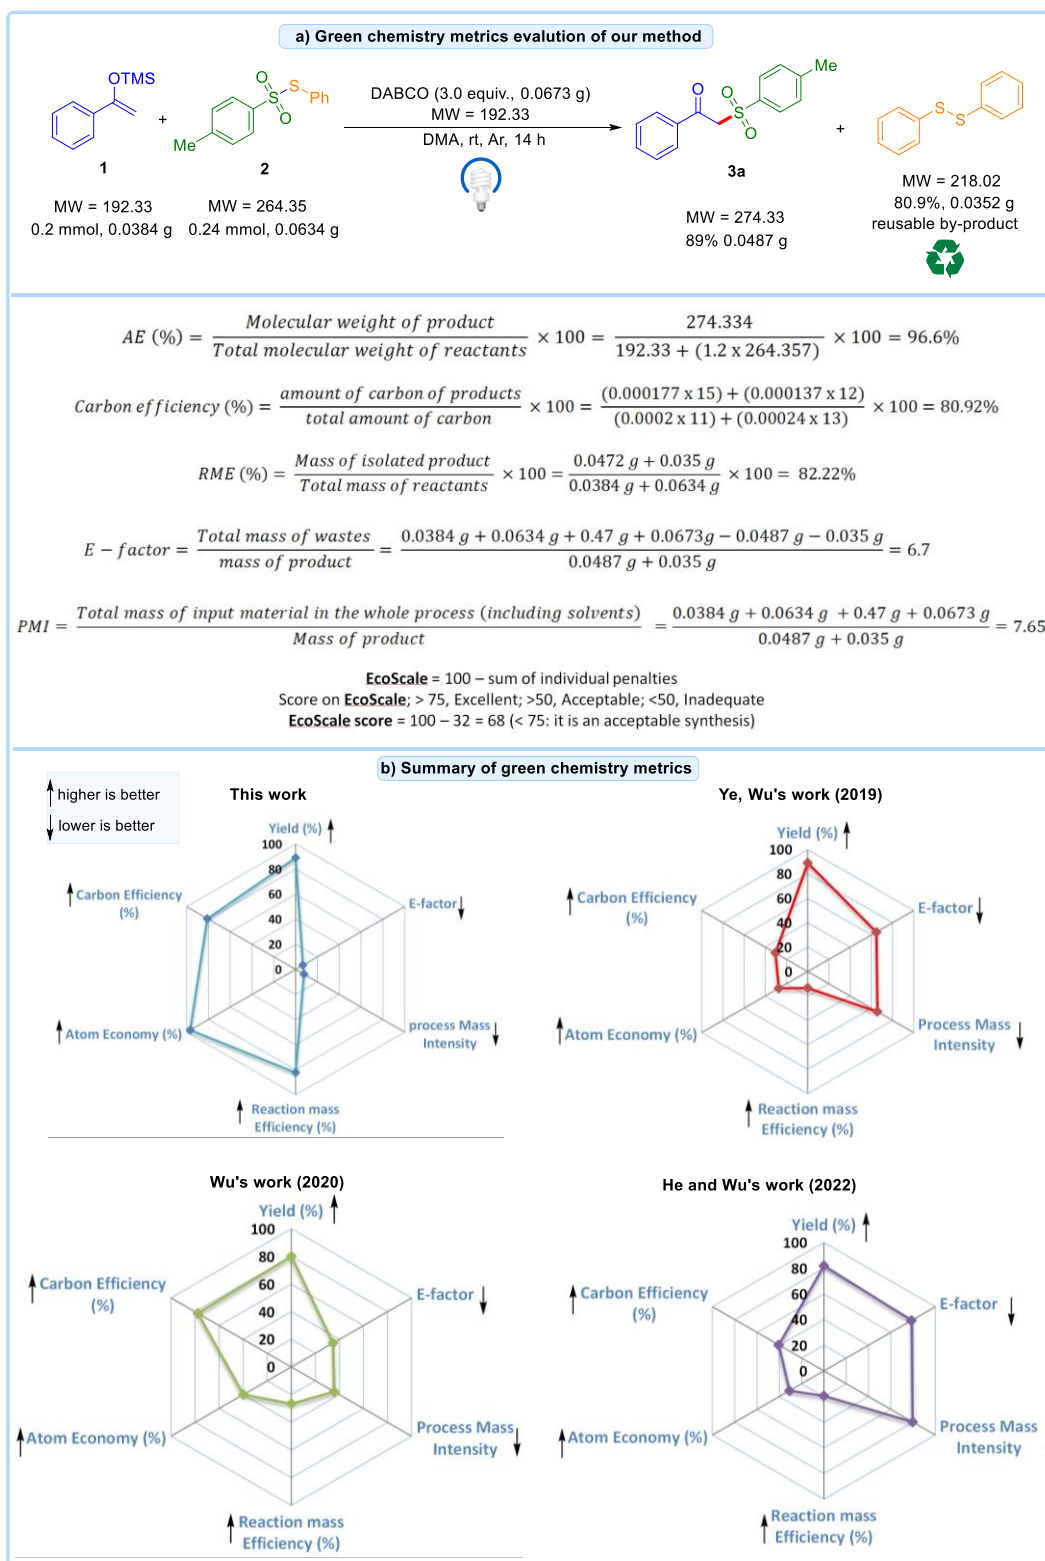 a) Green chemistry metrics evalution of our method
OTMS
Me
O
S
O
S
Ph
1
+
2
DABCO (3.0 equiv., 0.0673 g)
MW = 192.33
DMA, rt, Ar, 14 h
O
O
S
O
Me
3a
+
S
S
MW = 192.33
0.2 mmol, 0.0384 g
MW = 264.35
0.24 mmol, 0.0634 g
MW = 274.33
89% 0.0487 g
MW = 218.02
80.9%, 0.0352 g
reusable by-product
AE (%) = Molecular weight of product / Total molecular weight of reactants × 100 = 274.334 / 192.33 + (1.2 x 264.357) × 100 = 96.6%
Carbon efficiency (%) = amount of carbon of products / total amount of carbon × 100 = (0.000177 x 15) + (0.000137 x 12) / (0.0002 x 11) + (0.00024 x 13) × 100 = 80.92%
RME (%) = Mass of isolated product / Total mass of reactants × 100 = 0.0472 g + 0.035 g / 0.0384 g + 0.0634 g × 100 = 82.22%
E − factor = Total mass of wastes / mass of product = 0.0384 g + 0.0634 g + 0.47 g + 0.0673g − 0.0487 g − 0.035 g / 0.0487 g + 0.035 g = 6.7
PMI = Total mass of input material in the whole process (including solvents) / Mass of product = 0.0384 g + 0.0634 g + 0.47 g + 0.0673 g / 0.0487 g + 0.035 g = 7.65
EcoScale = 100 – sum of individual penalties
Score on EcoScale; > 75, Excellent; >50, Acceptable; <50, Inadequate
EcoScale score = 100 – 32 = 68 (< 75: it is an acceptable synthesis)
b) Summary of green chemistry metrics
higher is better
lower is better
This work
Yield (%)
100
80
60
40
20
0
E-factor
process Mass
Intensity
Reaction mass
Efficiency (%)
Atom Economy (%)
Carbon Efficiency
(%)
Ye, Wu's work (2019)
Yield (%)
100
80
60
40
20
0
E-factor
Process Mass
Intensity
Reaction mass
Efficiency (%)
Atom Economy (%)
Carbon Efficiency
(%)
Wu's work (2020)
Yield (%)
100
80
60
40
20
0
E-factor
Process Mass
Intensity
Reaction mass
Efficiency (%)
Atom Economy (%)
Carbon Efficiency
(%)
He and Wu's work (2022)
Yield (%)
100
80
60
40
20
0
E-factor
Process Mass
Intensity
Reaction mass
Efficiency (%)
Atom Economy (%)
Carbon Efficiency
(%)